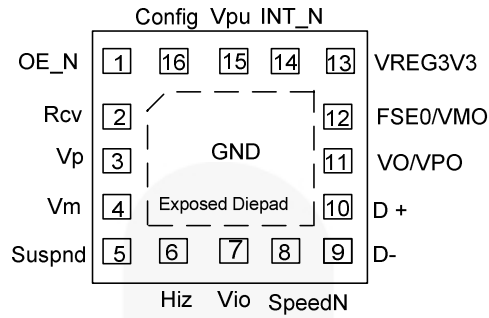 Config Vpu INT_N
OE_N 1 16 15 14 13 VREG3V3
Rcv 2 12 FSE0/VMO
Vp 3 GND 11 VO/VPO
Vm 4 Exposed Diepad 10 D +
Suspnd 5 6 7 8 9 D-
Hiz Vio SpeedN